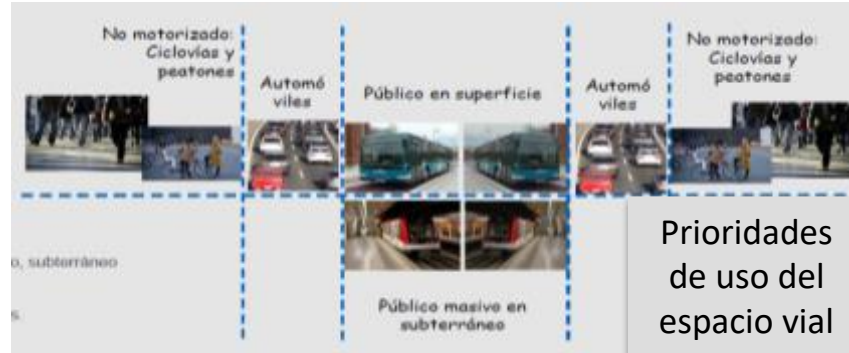 No motorizado:
Ciclovías y
peatones
Automó
viles
Público en superficie
Automó
viles
No motorizado:
Ciclovías y
peatones
o, subterráneo
s
Público masivo en
subterráneo
Prioridades
de uso del
espacio vial